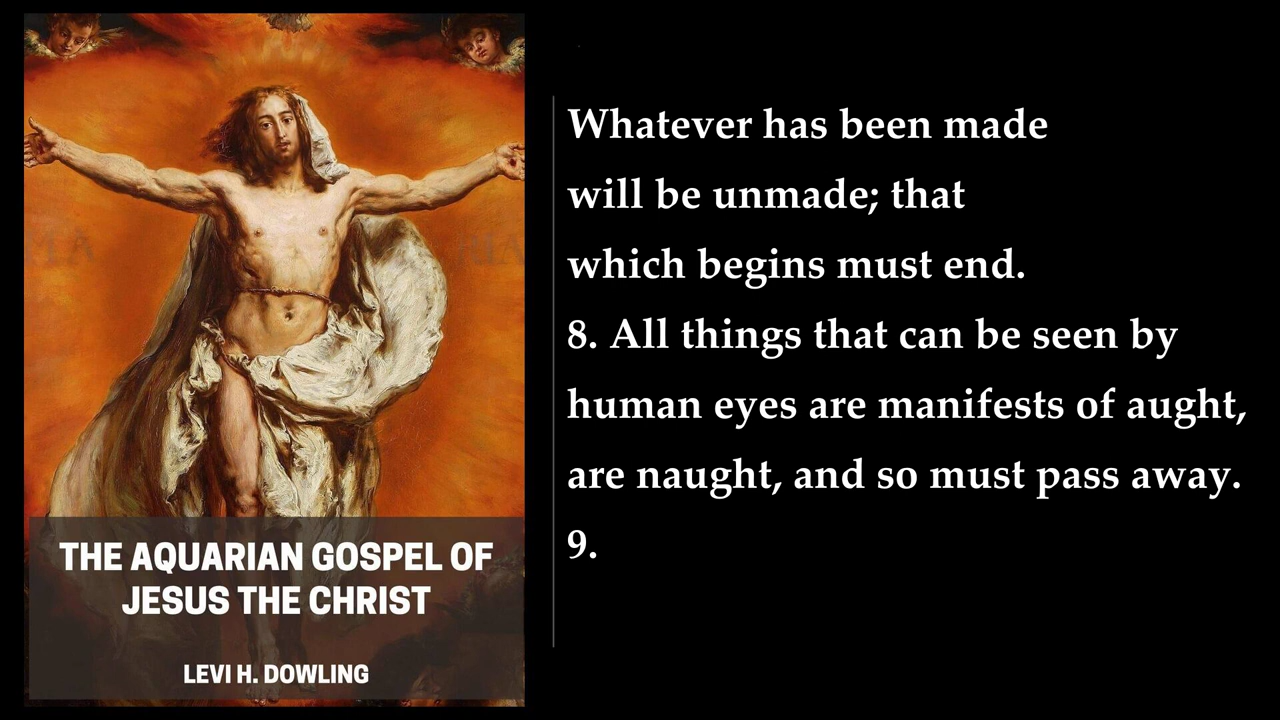 Whatever has been made
will be unmade; that
which begins must end.
8. All things that can be seen by
human eyes are manifests of aught,
are naught, and so must pass away.
9.
THE AQUARIAN GOSPEL OF
JESUS THE CHRIST
LEVI H. DOWLING